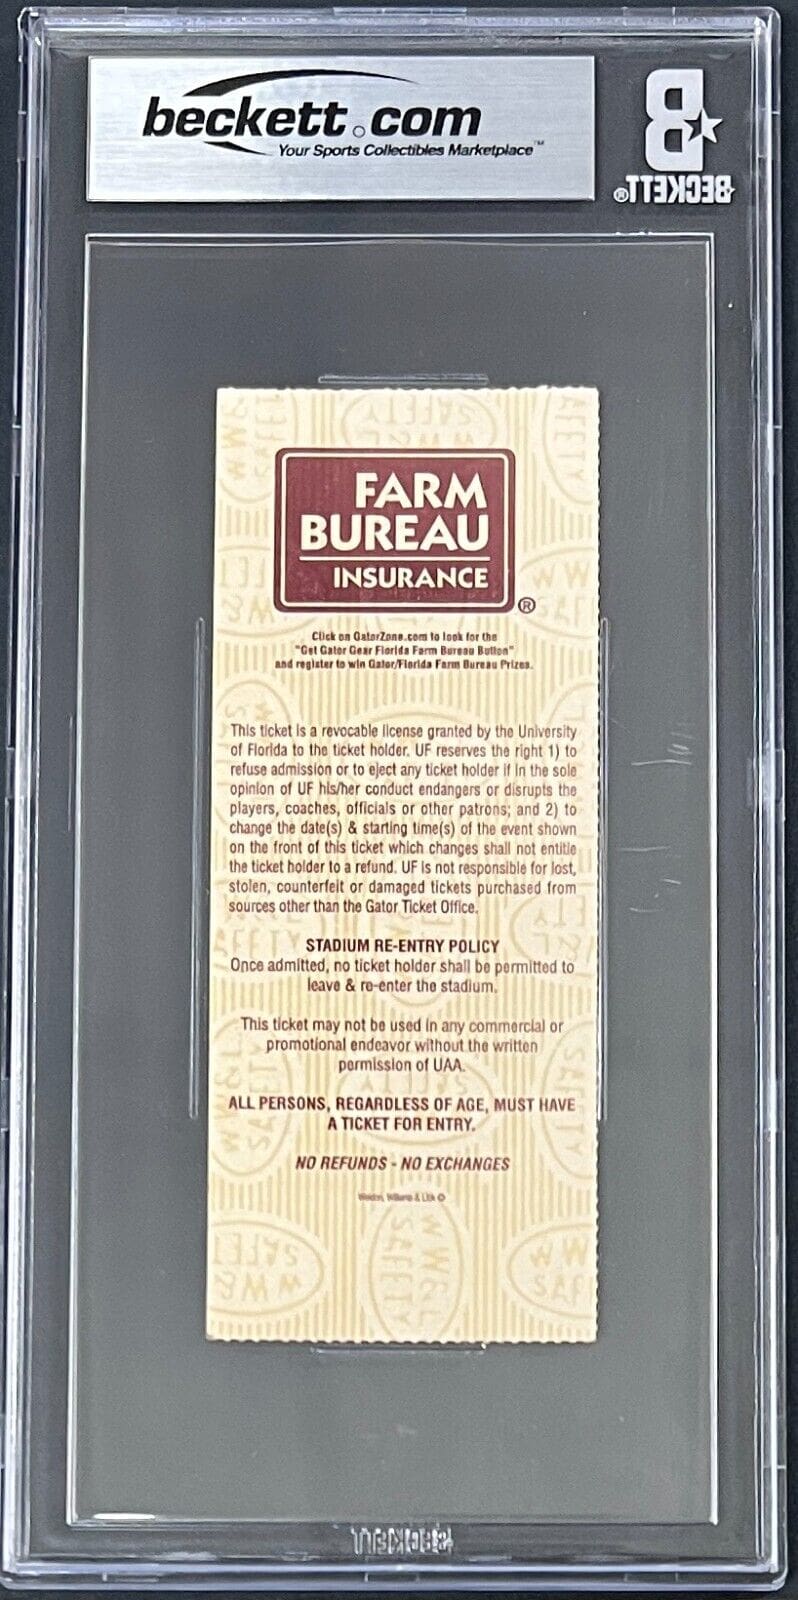 beckett.com
Your Sports Collectibles Marketplace™
B
BECKETT®
FARM
BUREAU
INSURANCE
®
Click on GatorZone.com to look for the
"Get Gator Gear Florida Farm Bureau Button"
and register to win Gator/Florida Farm Bureau Prizes.
This ticket is a revocable license granted by the University
of Florida to the ticket holder. UF reserves the right 1) to
refuse admission or to eject any ticket holder if in the sole
opinion of UF his/her conduct endangers or disrupts the
players, coaches, officials or other patrons; and 2) to
change the date(s) & starting time(s) of the event shown
on the front of this ticket which changes shall not entitle
the ticket holder to a refund. UF is not responsible for lost,
stolen, counterfeit or damaged tickets purchased from
sources other than the Gator Ticket Office.
STADIUM RE-ENTRY POLICY
Once admitted, no ticket holder shall be permitted to
leave & re-enter the stadium.
This ticket may not be used in any commercial or
promotional endeavor without the written
permission of UAA.
ALL PERSONS, REGARDLESS OF AGE, MUST HAVE
A TICKET FOR ENTRY.
NO REFUNDS - NO EXCHANGES
Weldon, Williams & Lick ©
WW&L
SAFETY
BECKETT